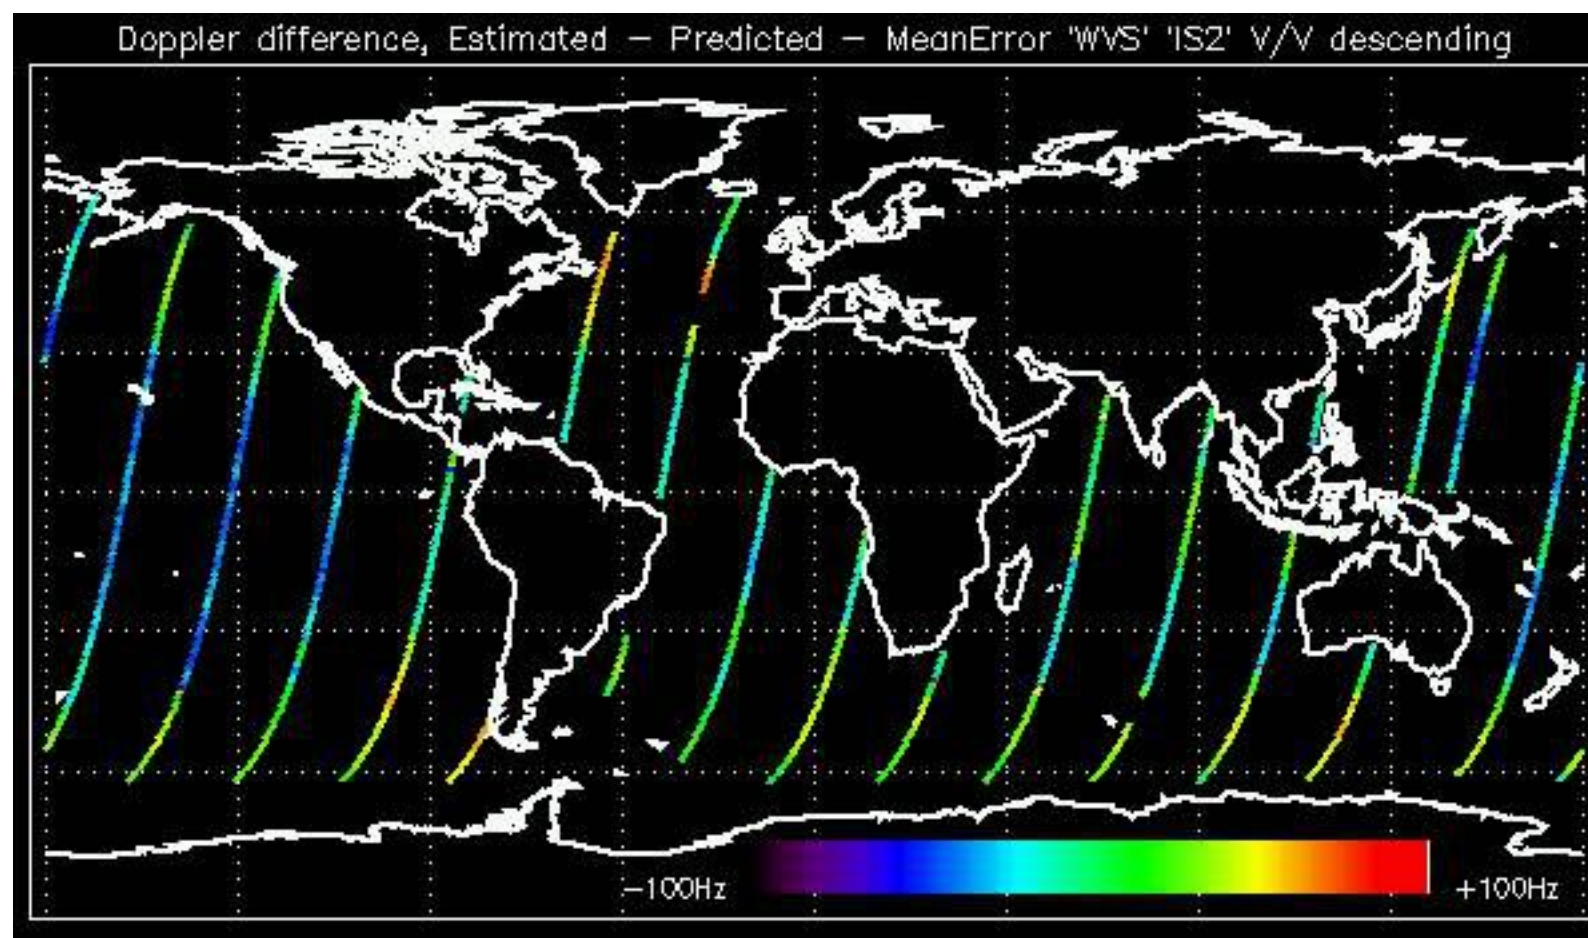 Doppler difference, Estimated – Predicted – MeanError 'WVS' 'IS2' V/V descending
–100Hz
+100Hz